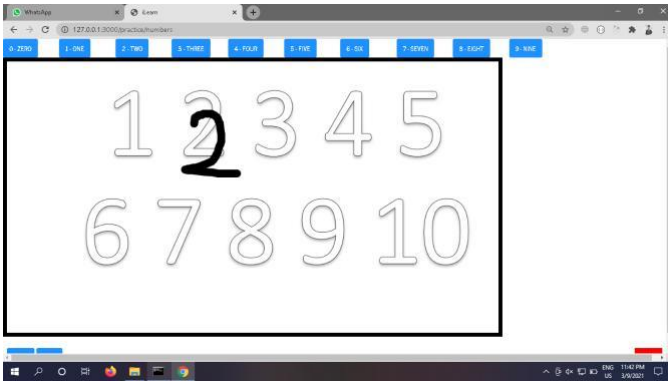 WhatsApp
iLearn
127.0.0.1:3000/practice/numbers
0 - ZERO 1 - ONE 2 - TWO 3 - THREE 4 - FOUR 5 - FIVE 6 - SIX 7 - SEVEN 8 - EIGHT 9 - NINE
1 2 3 4 5
2
6 7 8 9 10
ENG 11:42 PM
US 3/9/2021